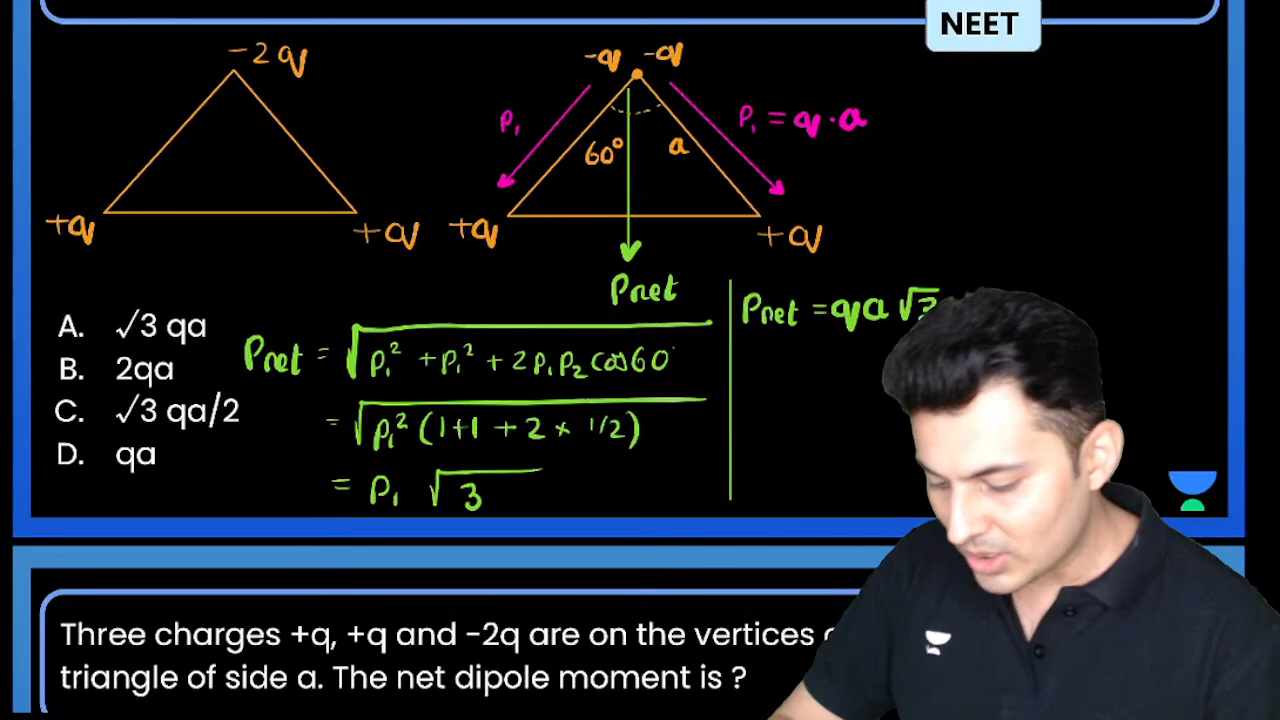 NEET
-2q
+q
+q
-q -q
P₁
P₁ = q·a
60°
a
+q
+q
Pnet
A. √3 qa
B. 2qa
C. √3 qa/2
D. qa
Pnet = √P₁² + P₁² + 2P₁P₂ cos60°
= √P₁² (1+1 + 2 × 1/2)
= P₁ √3
Pnet = qa √3
Three charges +q, +q and -2q are on the vertices
triangle of side a. The net dipole moment is ?